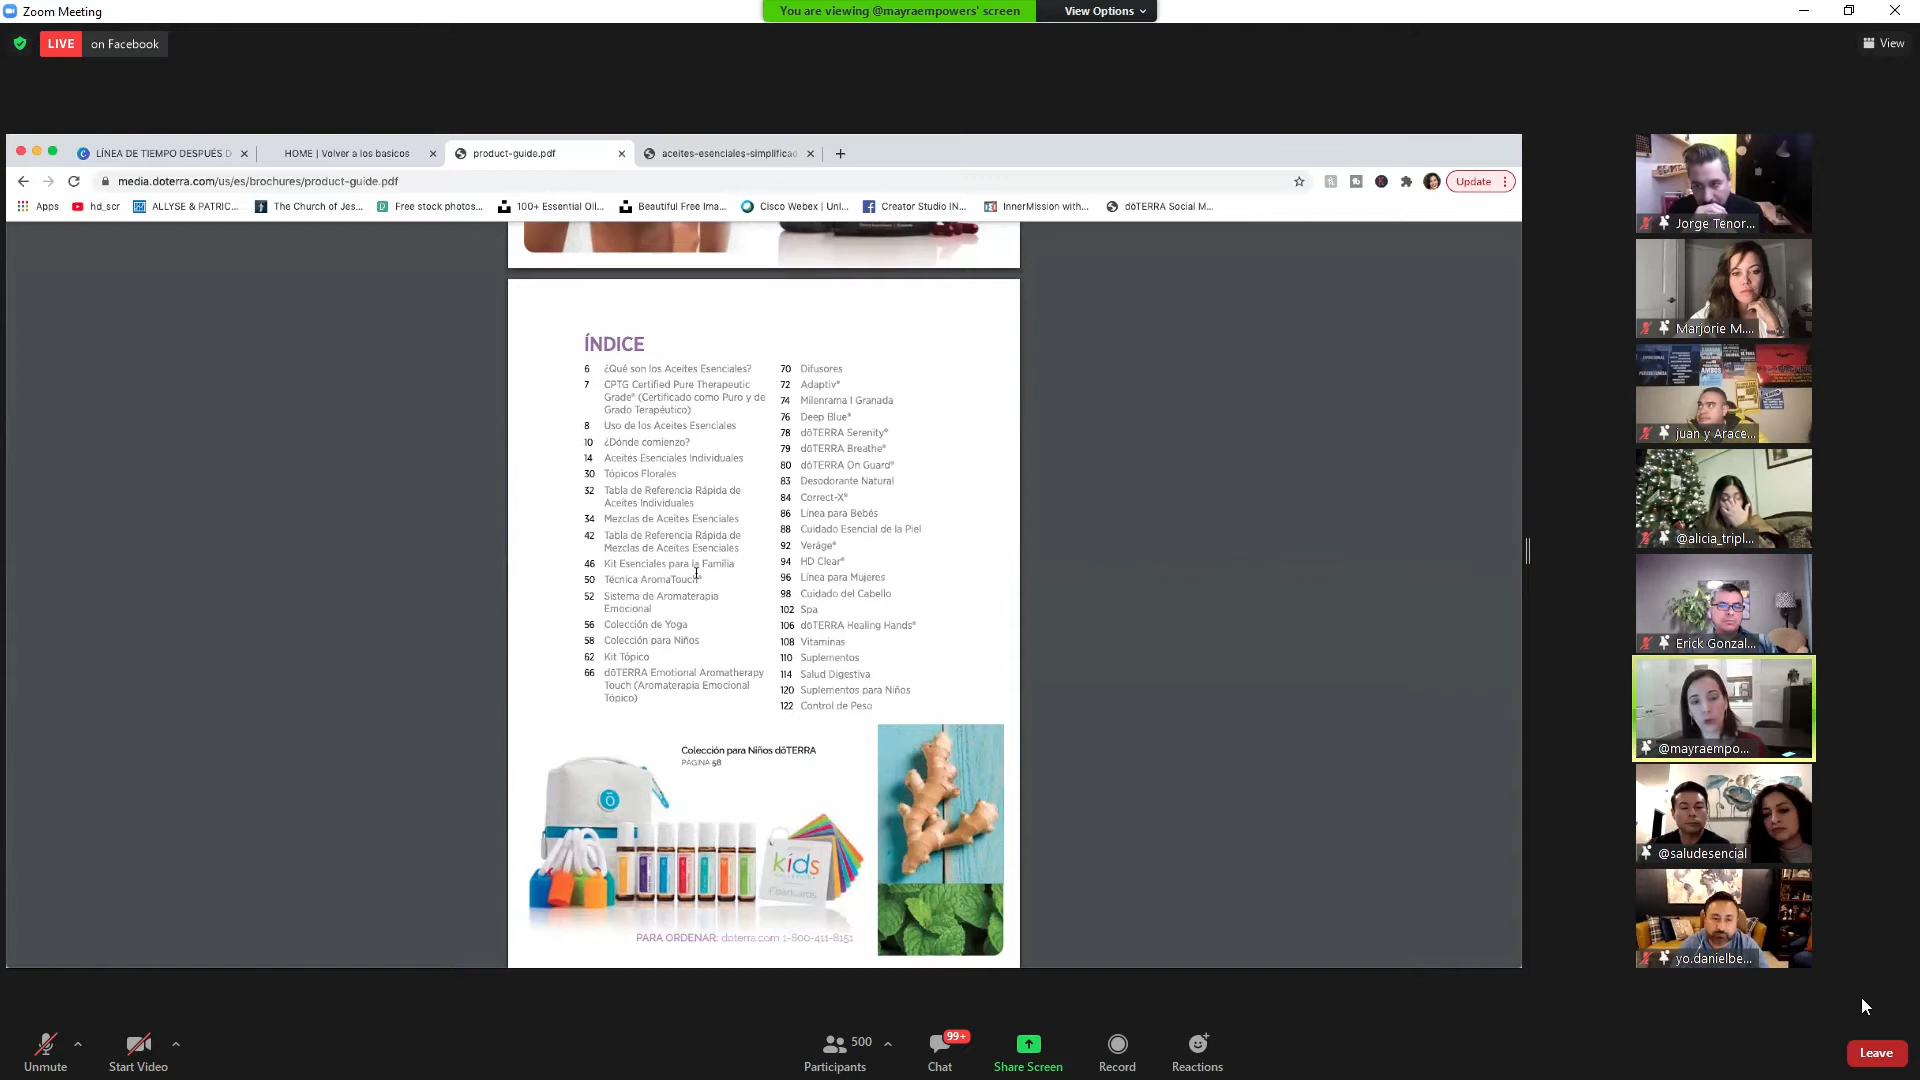 Zoom Meeting
You are viewing @mayraempowers' screen
View Options
LIVE
on Facebook
View
LÍNEA DE TIEMPO DESPUÉS D
HOME | Volver a los basicos
product-guide.pdf
aceites-esenciales-simplificad
media.doterra.com/us/es/brochures/product-guide.pdf
Update
Apps
hd_scr
ALLYSE & PATRIC...
The Church of Jes...
Free stock photos...
100+ Essential Oil...
Beautiful Free Ima...
Cisco Webex | Uni...
Creator Studio IN...
InnerMission with...
dōTERRA Social M...
ÍNDICE
6 ¿Qué son los Aceites Esenciales?
7 CPTG Certified Pure Therapeutic
Grade® (Certificado como Puro y de
Grado Terapéutico)
8 Uso de los Aceites Esenciales
10 ¿Dónde comienzo?
14 Aceites Esenciales Individuales
30 Tópicos Florales
32 Tabla de Referencia Rápida de
Aceites Individuales
34 Mezclas de Aceites Esenciales
42 Tabla de Referencia Rápida de
Mezclas de Aceites Esenciales
46 Kit Esenciales para la Familia
50 Técnica AromaTouch®
52 Sistema de Aromaterapia
Emocional
56 Colección de Yoga
58 Colección para Niños
62 Kit Tópico
66 dōTERRA Emotional Aromatherapy
Touch (Aromaterapia Emocional
Tópico)
70 Difusores
72 Adaptiv®
74 Milenrama I Granada
76 Deep Blue®
78 dōTERRA Serenity®
79 dōTERRA Breathe®
80 dōTERRA On Guard®
83 Desodorante Natural
84 Correct-X®
86 Línea para Bebés
88 Cuidado Esencial de la Piel
92 Veráge®
94 HD Clear®
96 Línea para Mujeres
98 Cuidado del Cabello
102 Spa
106 dōTERRA Healing Hands®
108 Vitaminas
110 Suplementos
114 Salud Digestiva
120 Suplementos para Niños
122 Control de Peso
Colección para Niños dōTERRA
PÁGINA 58
kids
PARA ORDENAR: doterra.com 1-800-411-8151
Jorge Tenor...
Marjorie M....
juan y Arace...
@alicia_tripl...
Erick Gonzal...
@mayraempo...
@saludesencial
yo.danielbe...
Unmute
Start Video
500
Participants
99+
Chat
Share Screen
Record
Reactions
Leave